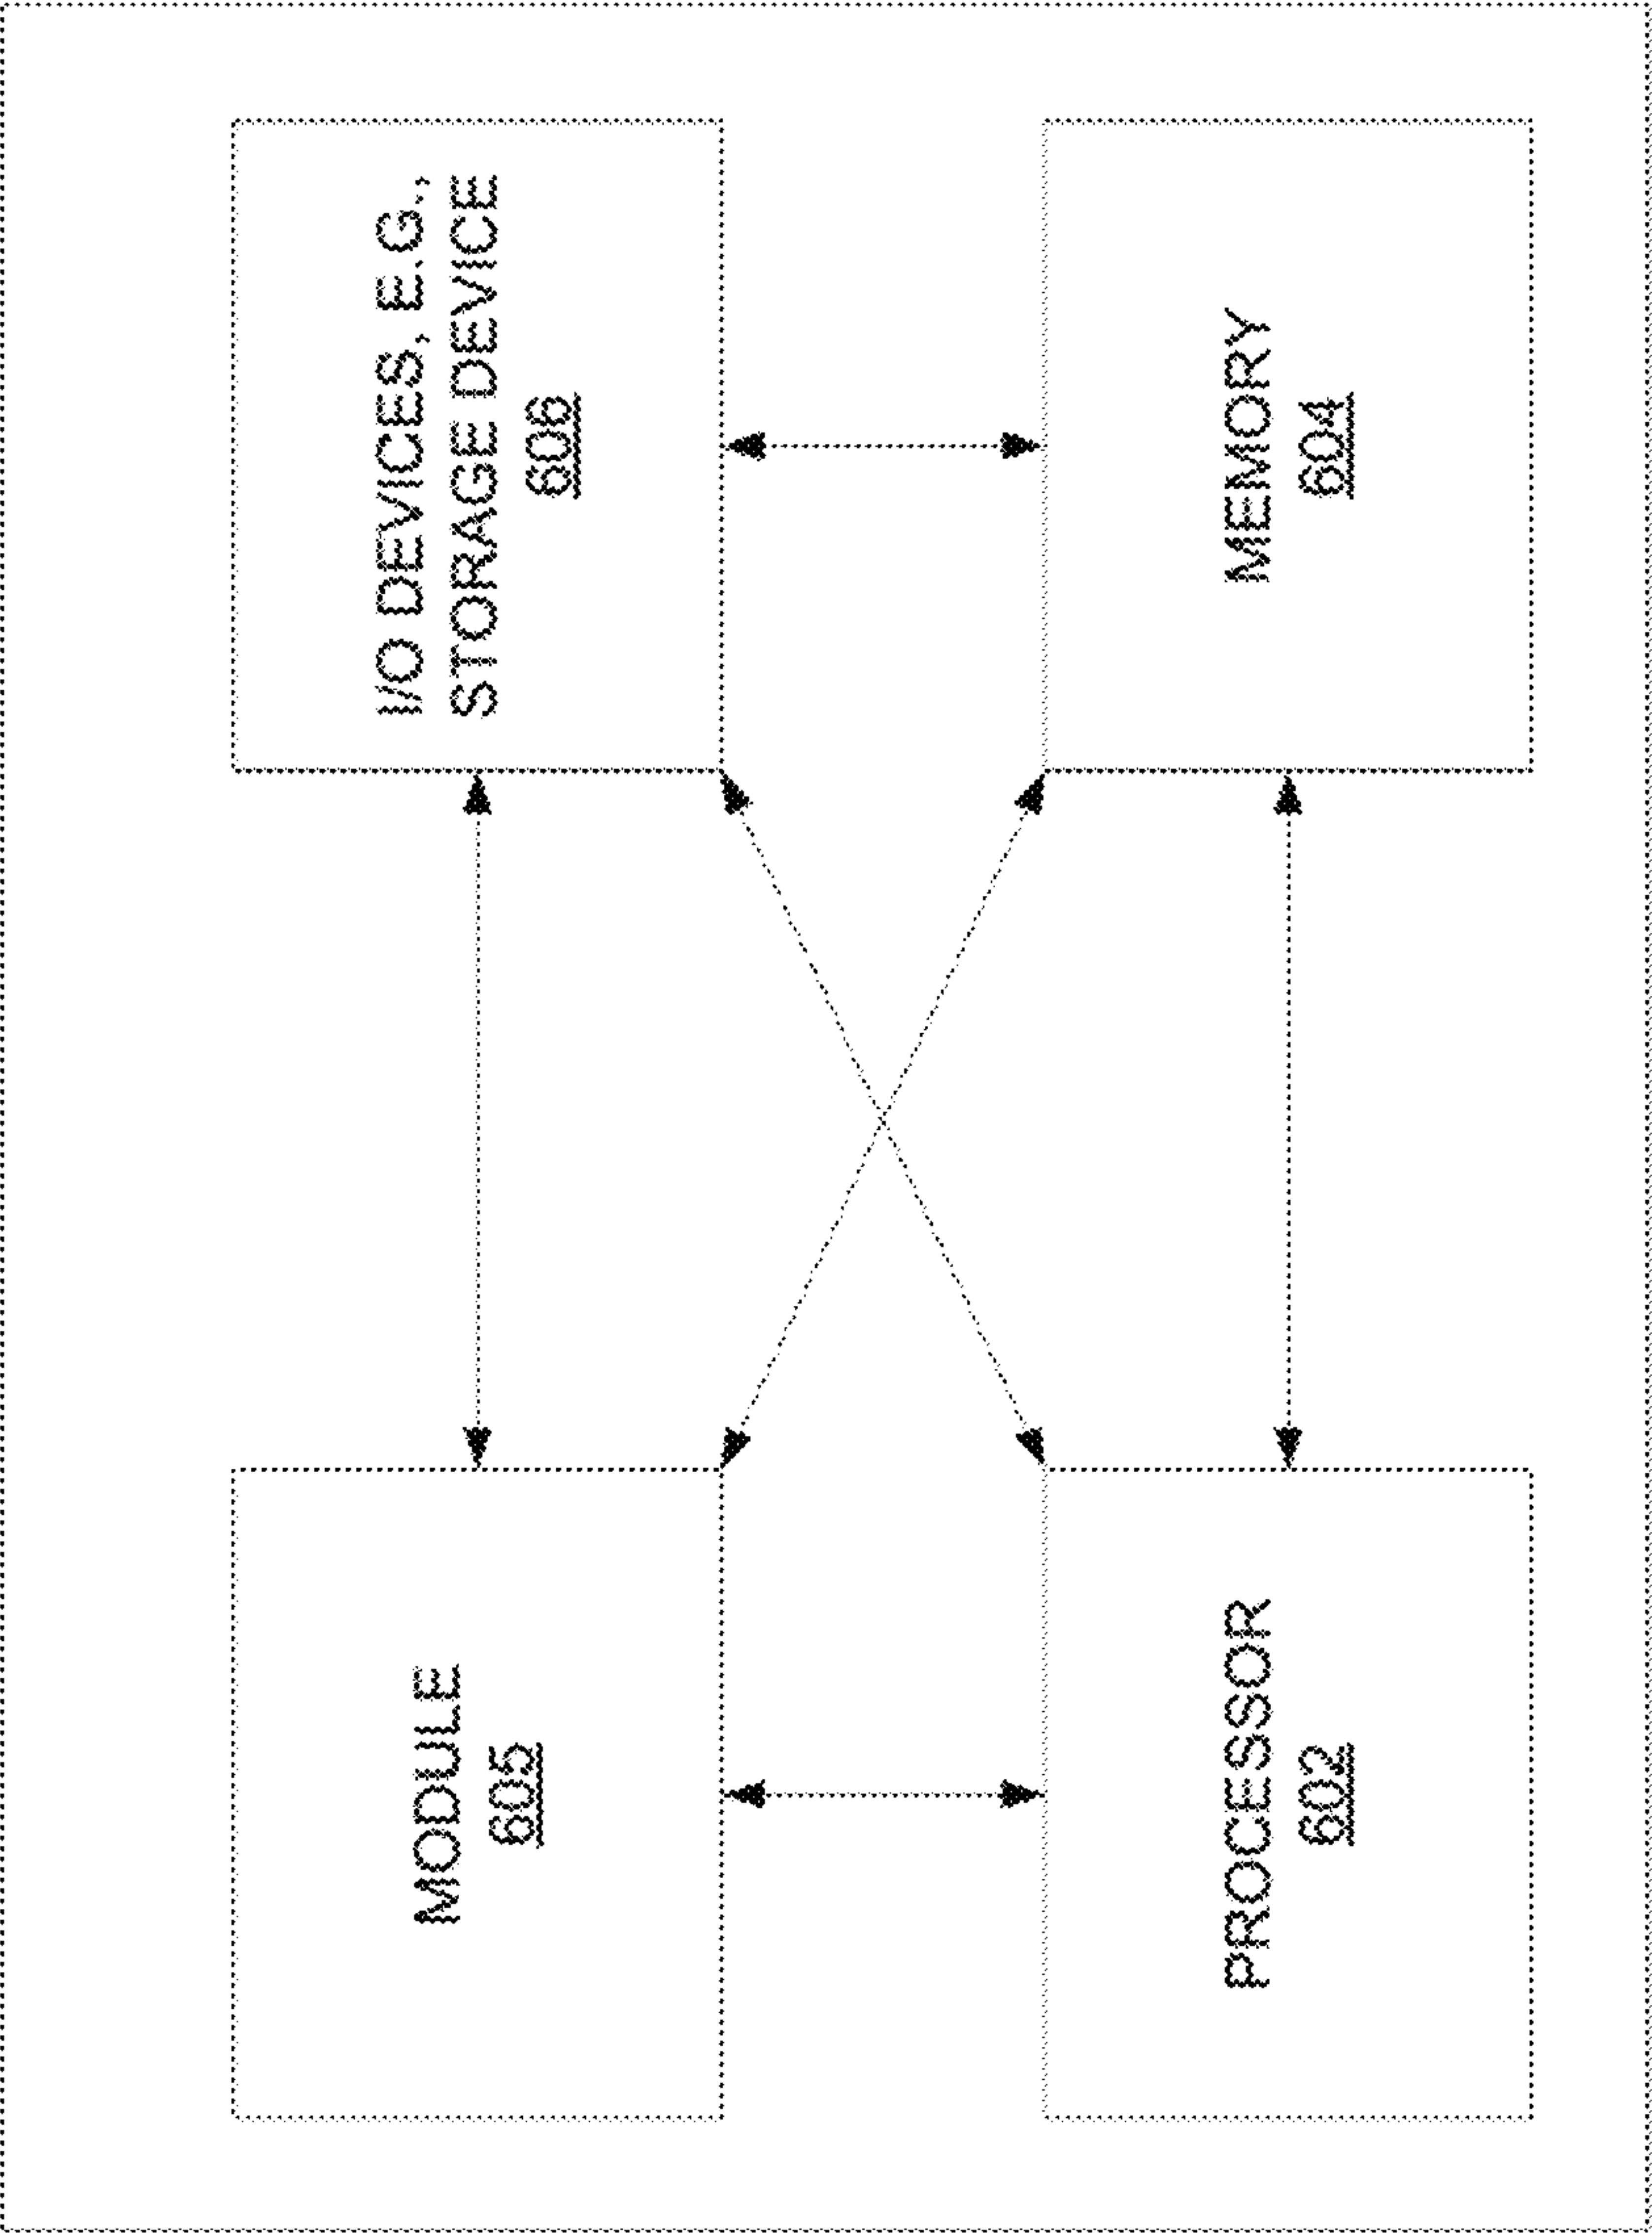 MODULE
605
I/O DEVICES, E.G.,
STORAGE DEVICE
606
PROCESSOR
602
MEMORY
604